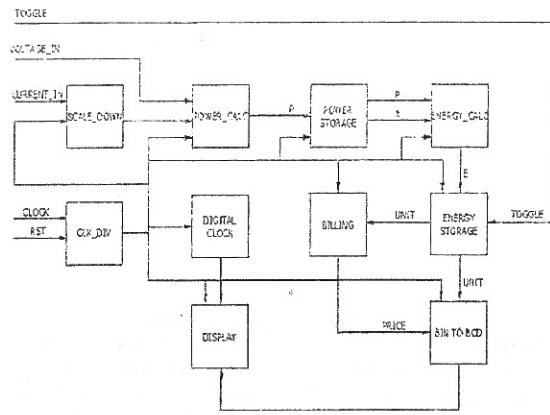 TOGGLE
VOLTAGE_IN
CURRENT_IN
SCALE_DOWN
POWER_CALC
P
POWER
STORAGE
P
t
ENERGY_CALC
E
CLOCK
RST
CLK_DIV
DIGITAL
CLOCK
BILLING
UNIT
ENERGY
STORAGE
TOGGLE
UNIT
DISPLAY
PRICE
BIN TO BCD